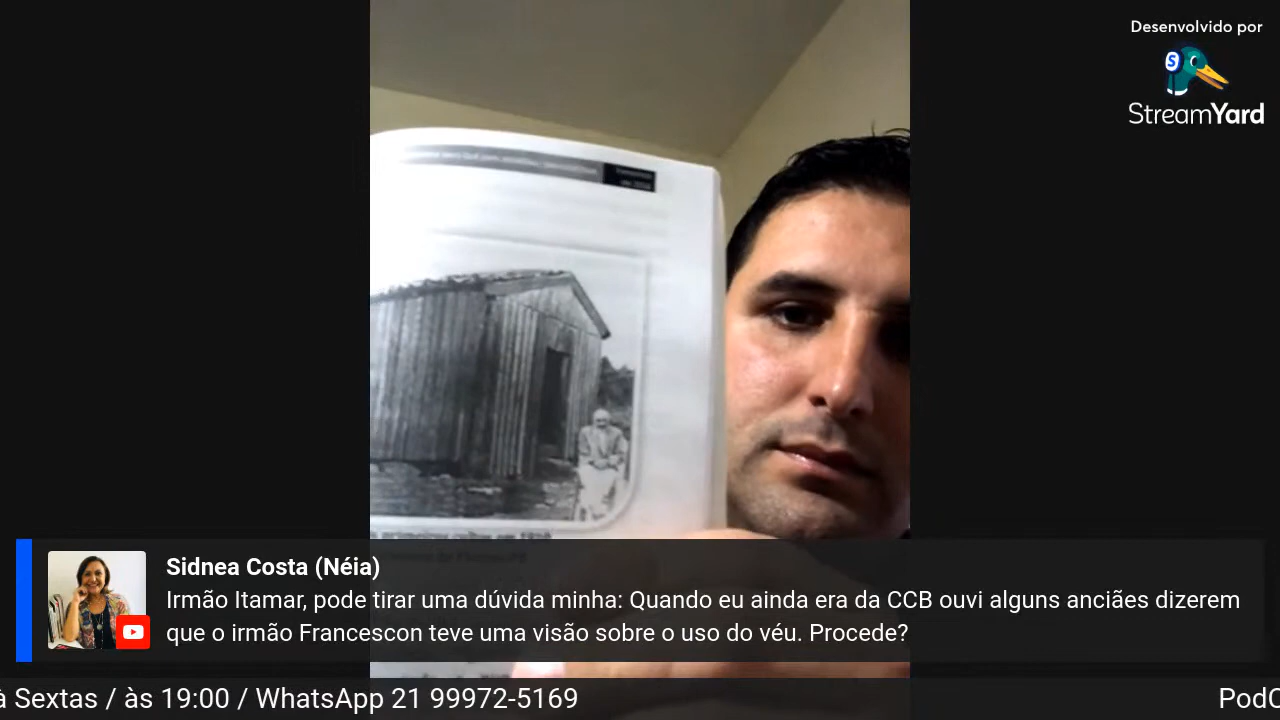 Desenvolvido por
StreamYard
Sidnea Costa (Néia)
Irmão Itamar, pode tirar uma dúvida minha: Quando eu ainda era da CCB ouvi alguns anciães dizerem
que o irmão Francescon teve uma visão sobre o uso do véu. Procede?
à Sextas / às 19:00 / WhatsApp 21 99972-5169
PodC